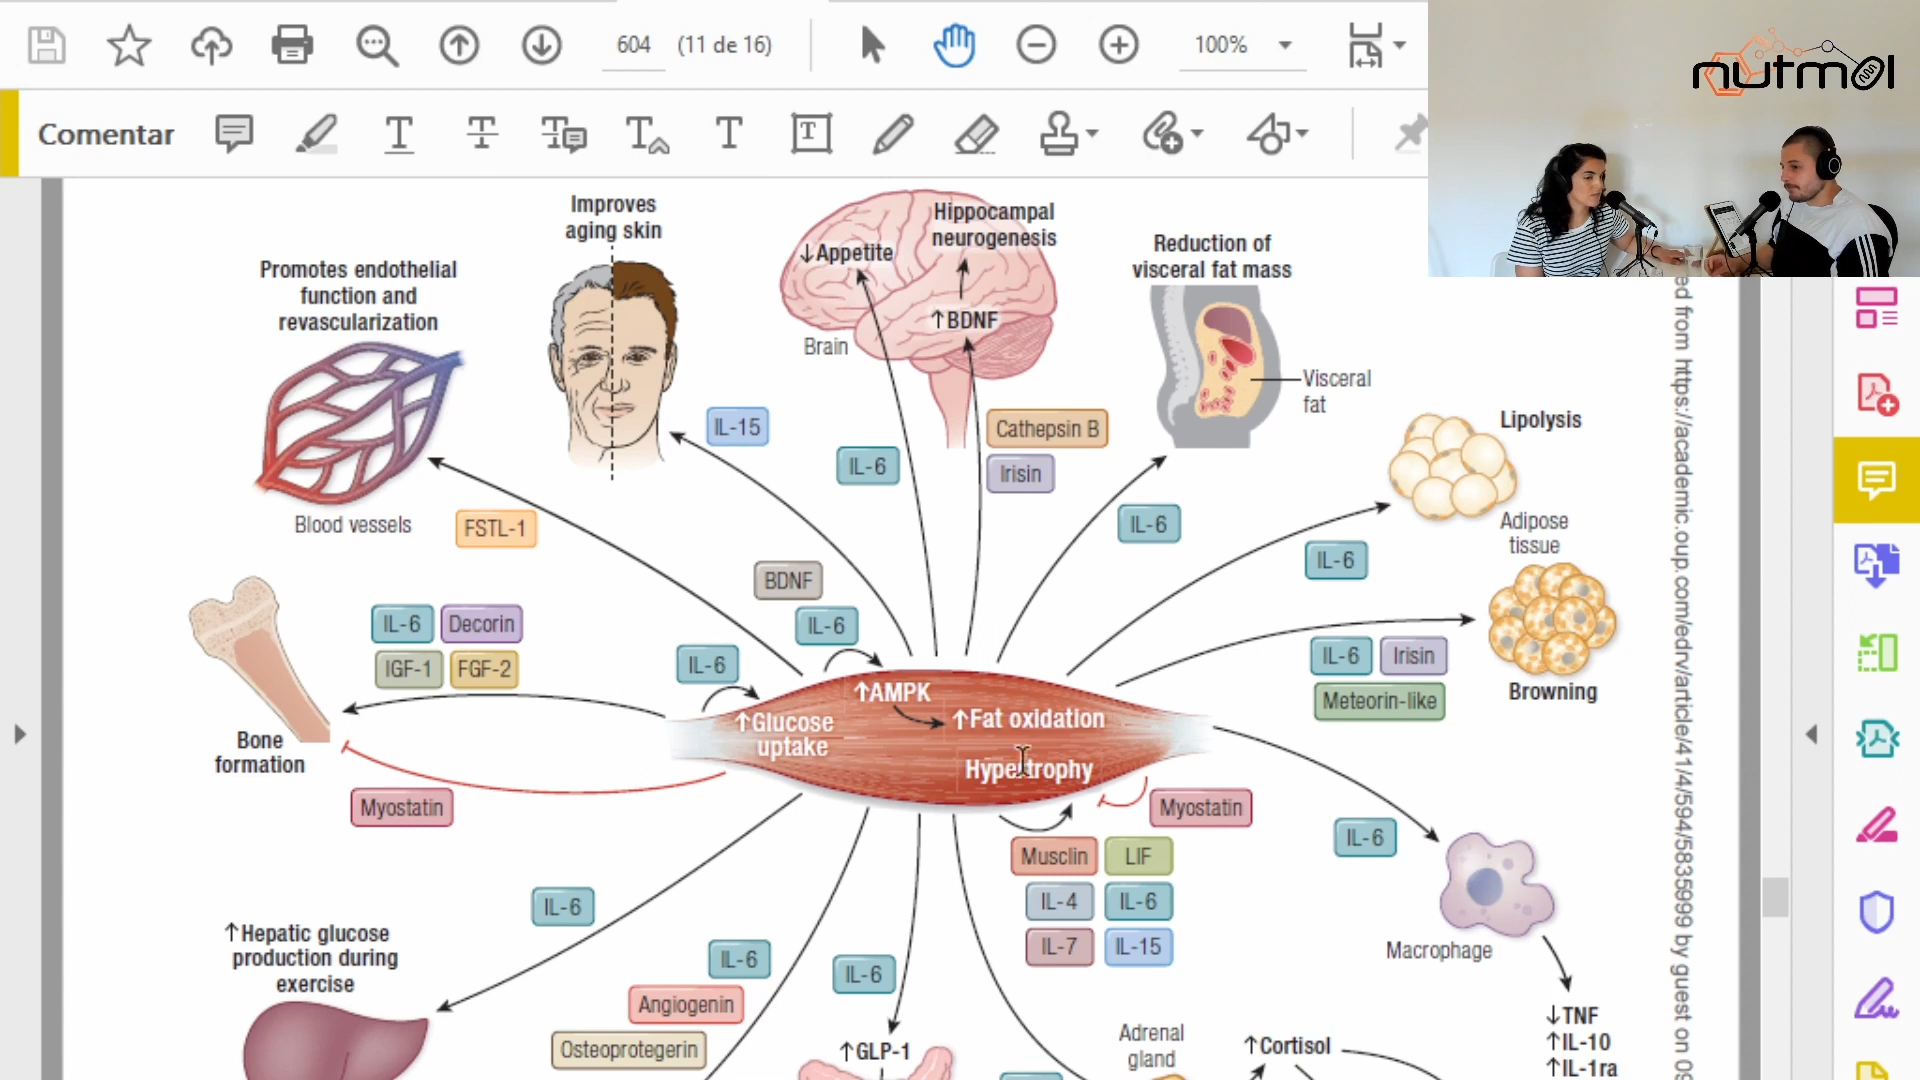 604
(11 de 16)
100%
nutmol
Comentar
Improves
aging skin
Hippocampal
neurogenesis
↓Appetite
↑BDNF
Brain
Reduction of
visceral fat mass
Visceral
fat
Promotes endothelial
function and
revascularization
Blood vessels
FSTL-1
IL-15
IL-6
Cathepsin B
Irisin
IL-6
Lipolysis
Adipose
tissue
IL-6
BDNF
IL-6
IL-6
IL-6 Decorin
IGF-1 FGF-2
Bone
formation
Myostatin
IL-6 Irisin
Meteorin-like
Browning
↑Glucose
uptake
↑AMPK
↑Fat oxidation
Hypertrophy
Myostatin
Musclin LIF
IL-4 IL-6
IL-7 IL-15
IL-6
Macrophage
↓TNF
↑IL-10
↑IL-1ra
IL-6
↑Hepatic glucose
production during
exercise
IL-6
Angiogenin
Osteoprotegerin
IL-6
↑GLP-1
Adrenal
gland
↑Cortisol
ed from https://academic.oup.com/edrv/article/41/4/594/5835999 by guest on 09